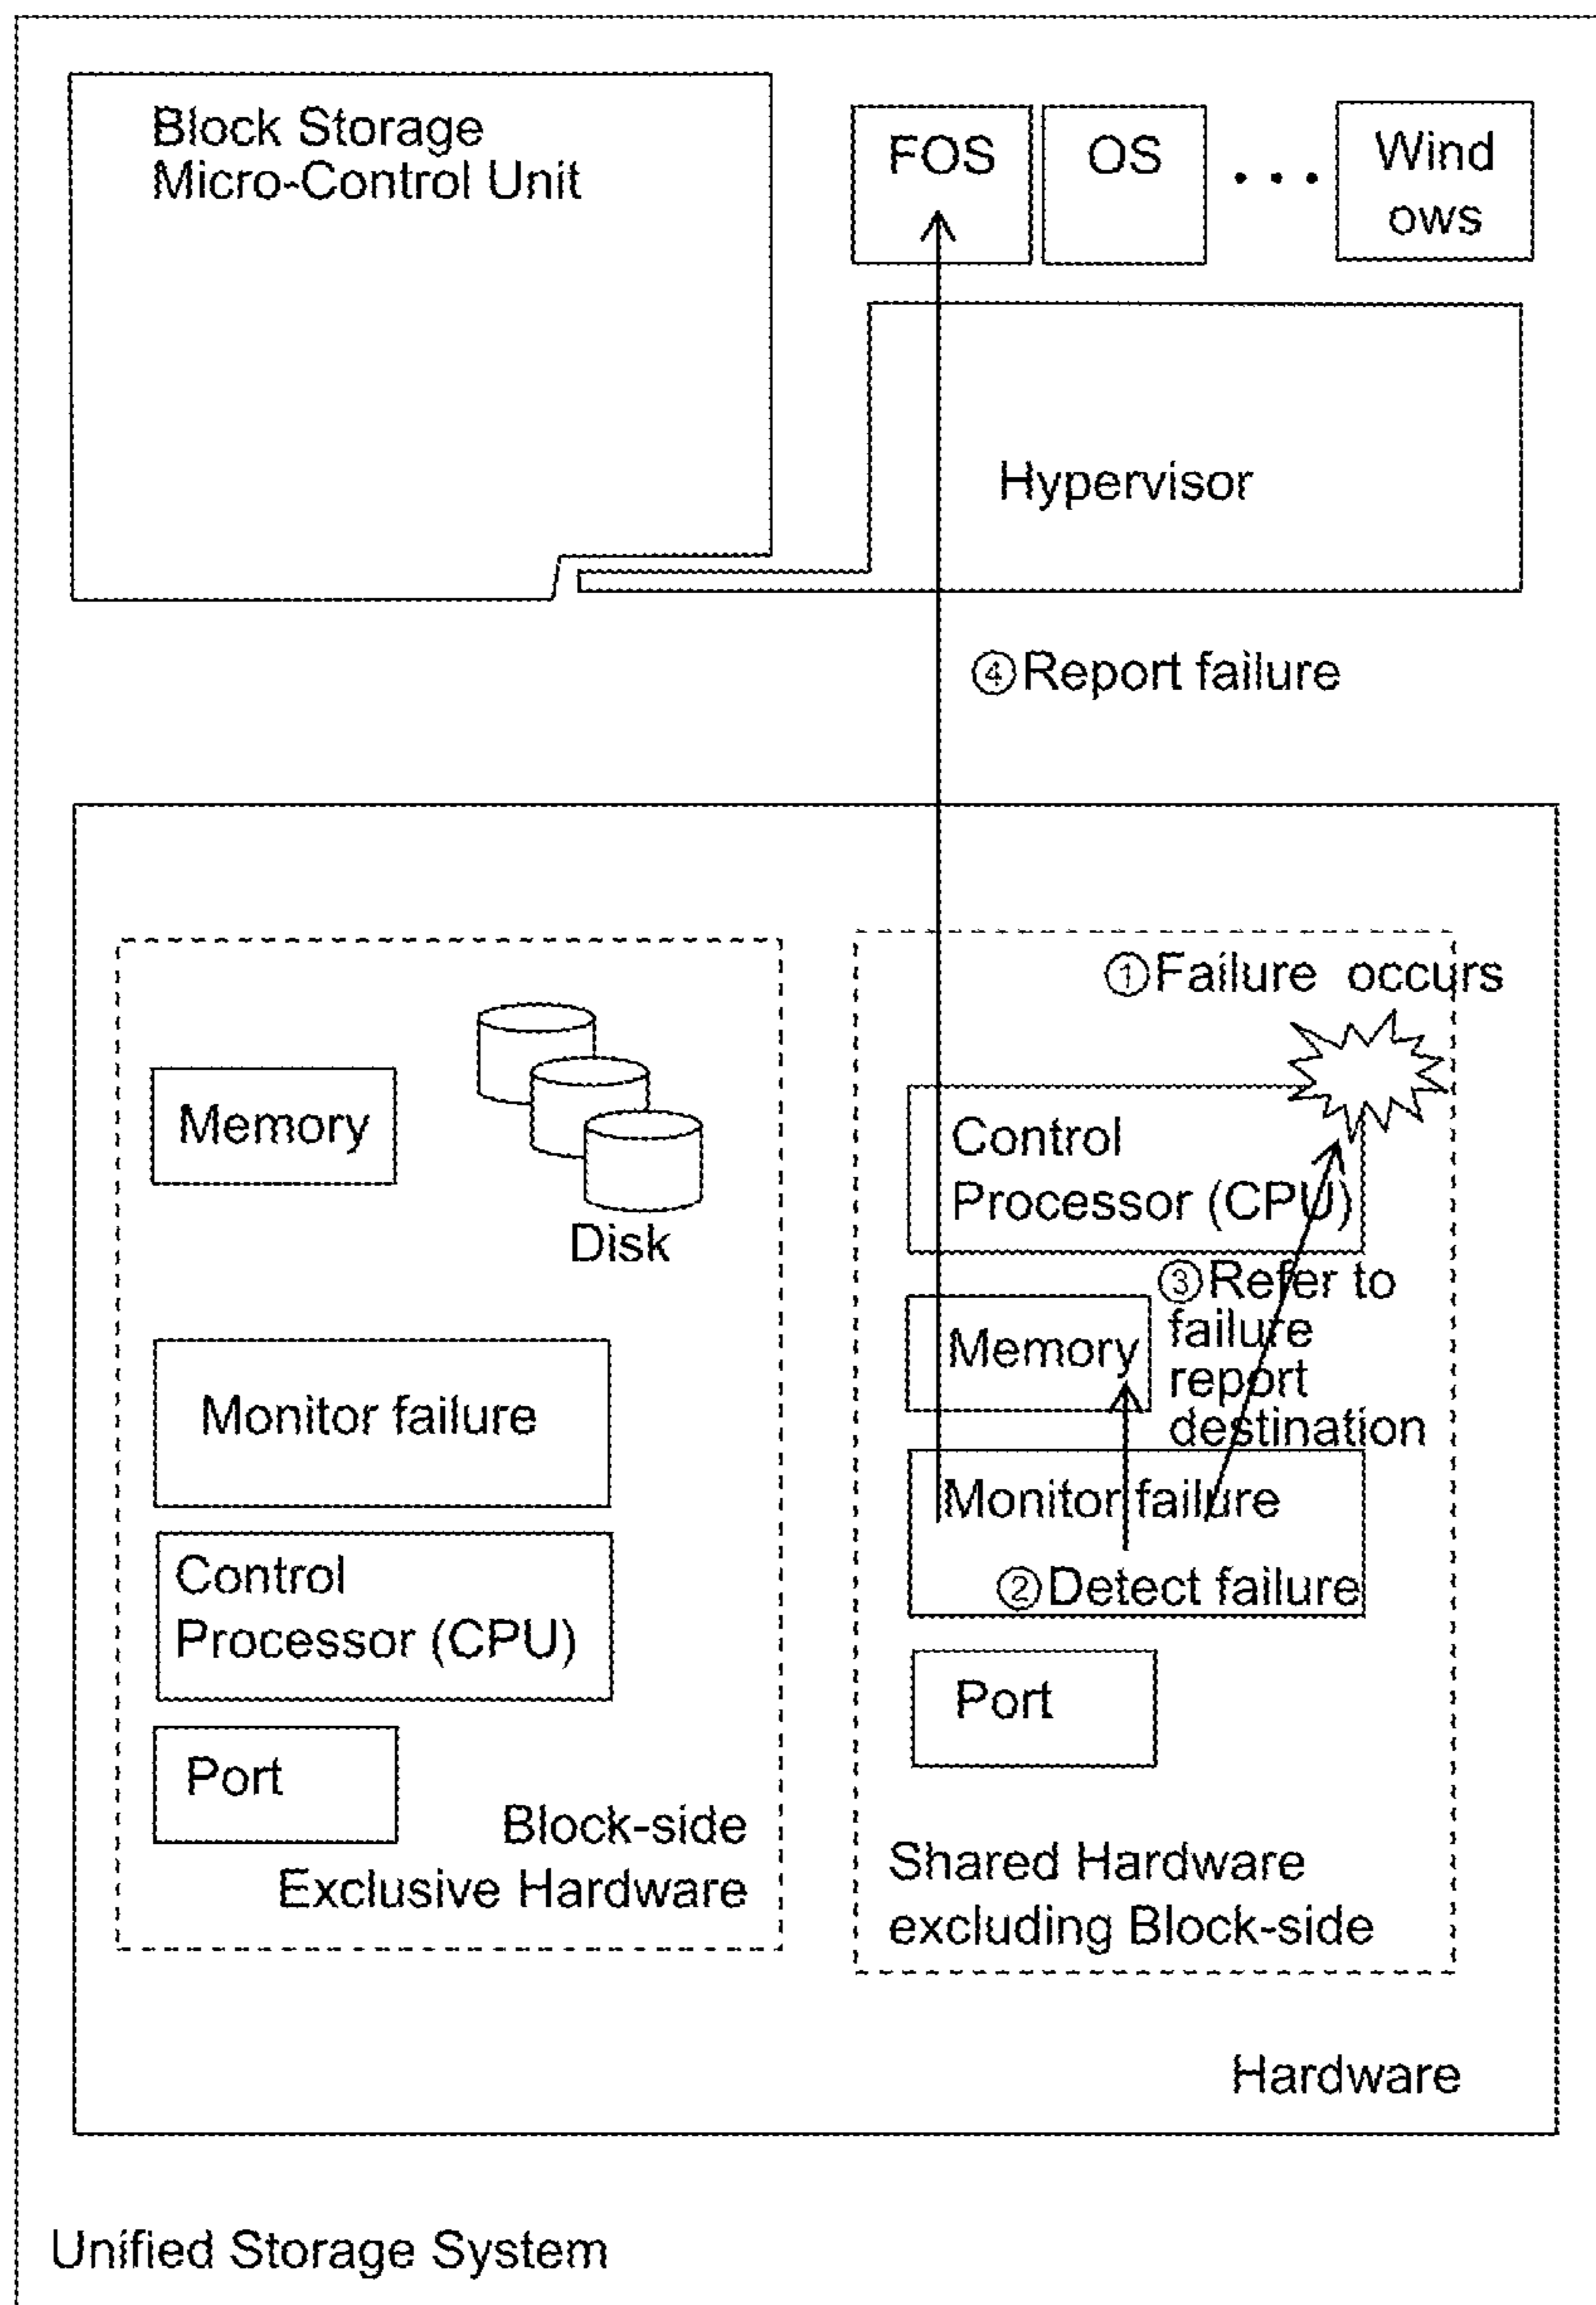 Block Storage
Micro-Control Unit
FOS
OS
• • •
Wind
ows
Hypervisor
④Report failure
①Failure occurs
Memory
Disk
Control
Processor (CPU)
③Refer to
failure
report
destination
Memory
Monitor failure
Monitor failure
②Detect failure
Control
Processor (CPU)
Port
Port
Block-side
Exclusive Hardware
Shared Hardware
excluding Block-side
Hardware
Unified Storage System